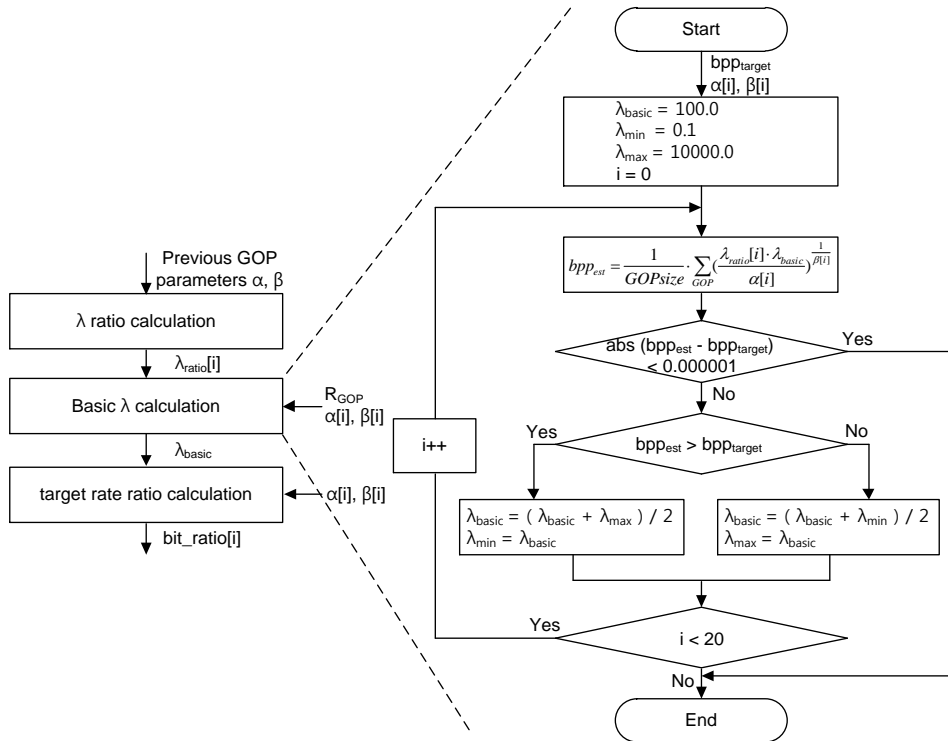 Previous GOP
parameters α, β
λ ratio calculation
λratio[i]
Basic λ calculation
RGOP
α[i], β[i]
λbasic
target rate ratio calculation
α[i], β[i]
bit_ratio[i]
Start
bpptarget
α[i], β[i]
λbasic = 100.0
λmin = 0.1
λmax = 10000.0
i = 0
bppest = 1/GOPsize · ∑GOP (λratio[i]·λbasic / α[i])^(1/β[i])
abs (bppest - bpptarget)
< 0.000001
Yes
No
i++
Yes
bppest > bpptarget
No
λbasic = ( λbasic + λmax ) / 2
λmin = λbasic
λbasic = ( λbasic + λmin ) / 2
λmax = λbasic
Yes
i < 20
No
End